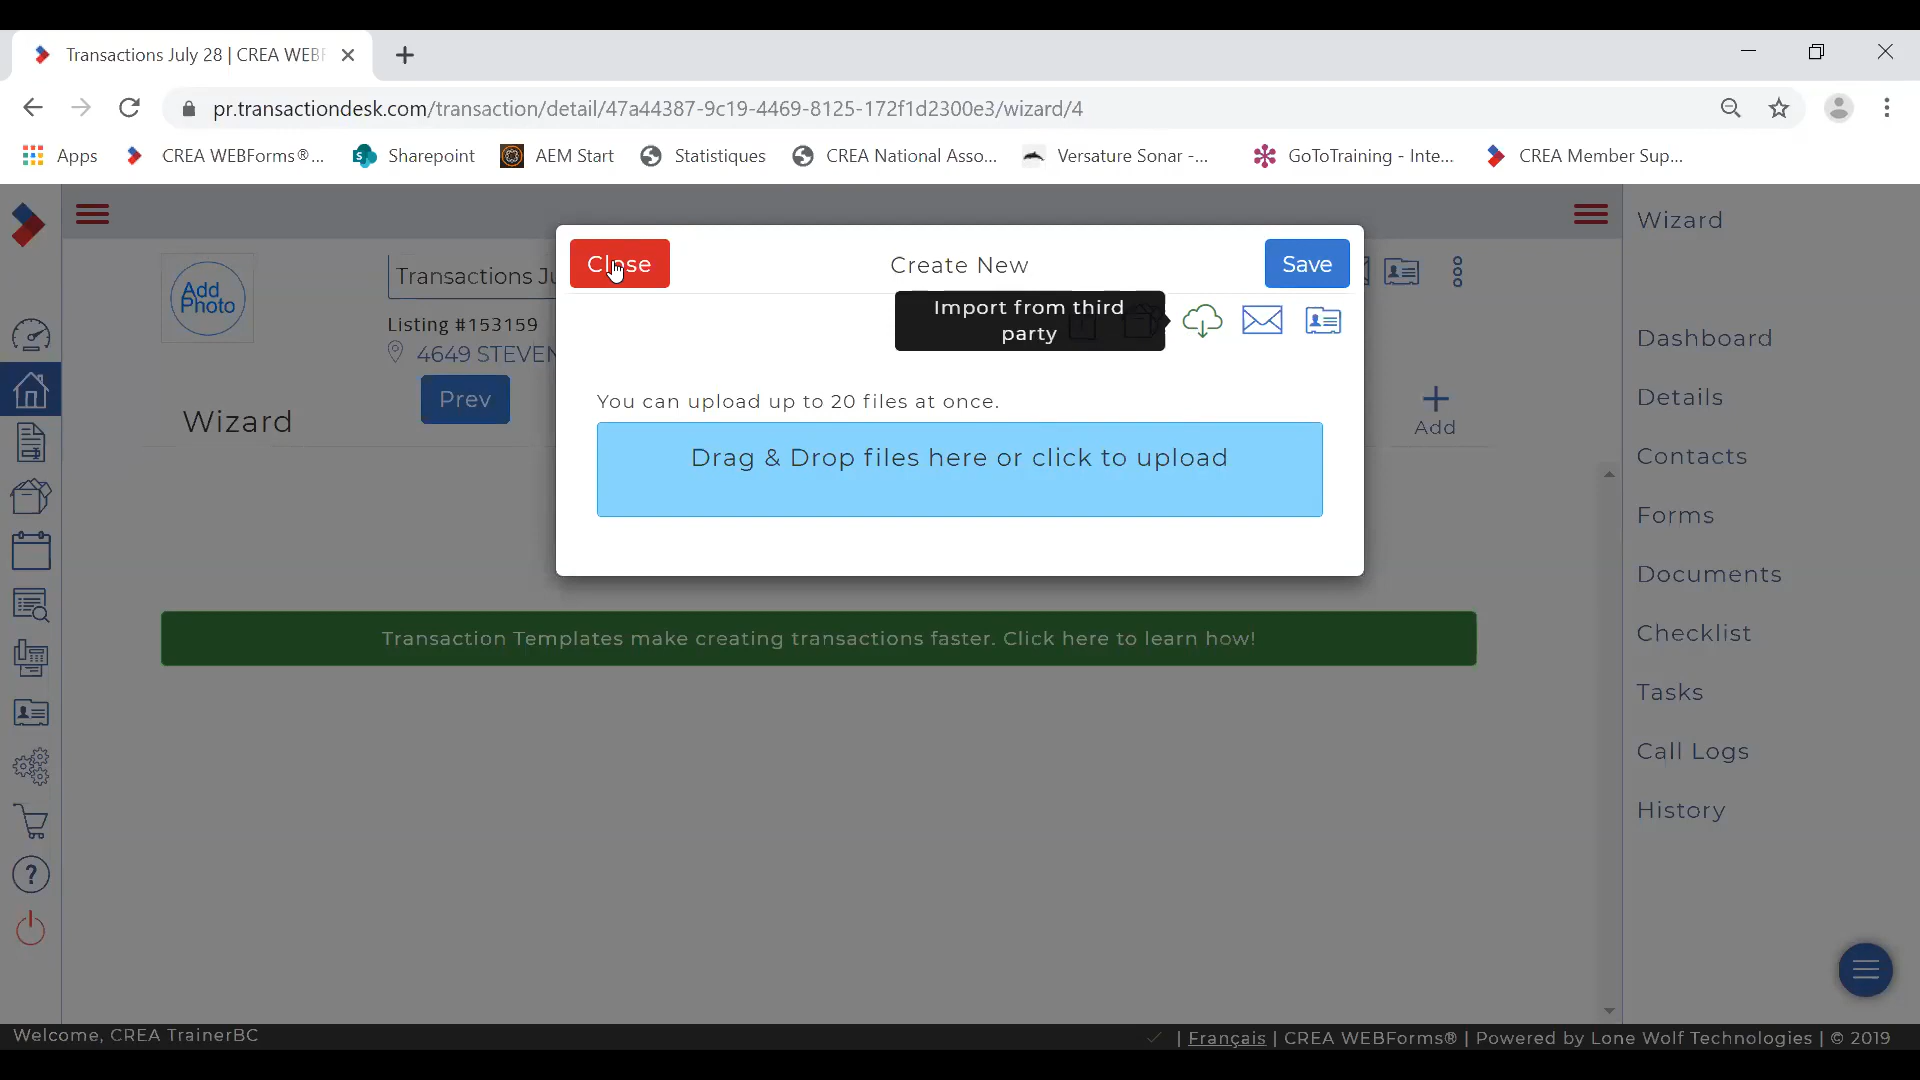 Transactions July 28 | CREA WEBF
pr.transactiondesk.com/transaction/detail/47a44387-9c19-4469-8125-172f1d2300e3/wizard/4
Apps CREA WEBForms®... Sharepoint AEM Start Statistiques CREA National Asso... Versature Sonar -... GoToTraining - Inte... CREA Member Sup...
Close
Create New
Save
Import from third
party
You can upload up to 20 files at once.
Drag & Drop files here or click to upload
Add
Photo
Transactions Ju
Listing #153159
4649 STEVEN
Wizard
Prev
Add
Transaction Templates make creating transactions faster. Click here to learn how!
Wizard
Dashboard
Details
Contacts
Forms
Documents
Checklist
Tasks
Call Logs
History
Welcome, CREA TrainerBC
| Français | CREA WEBForms® | Powered by Lone Wolf Technologies | © 2019